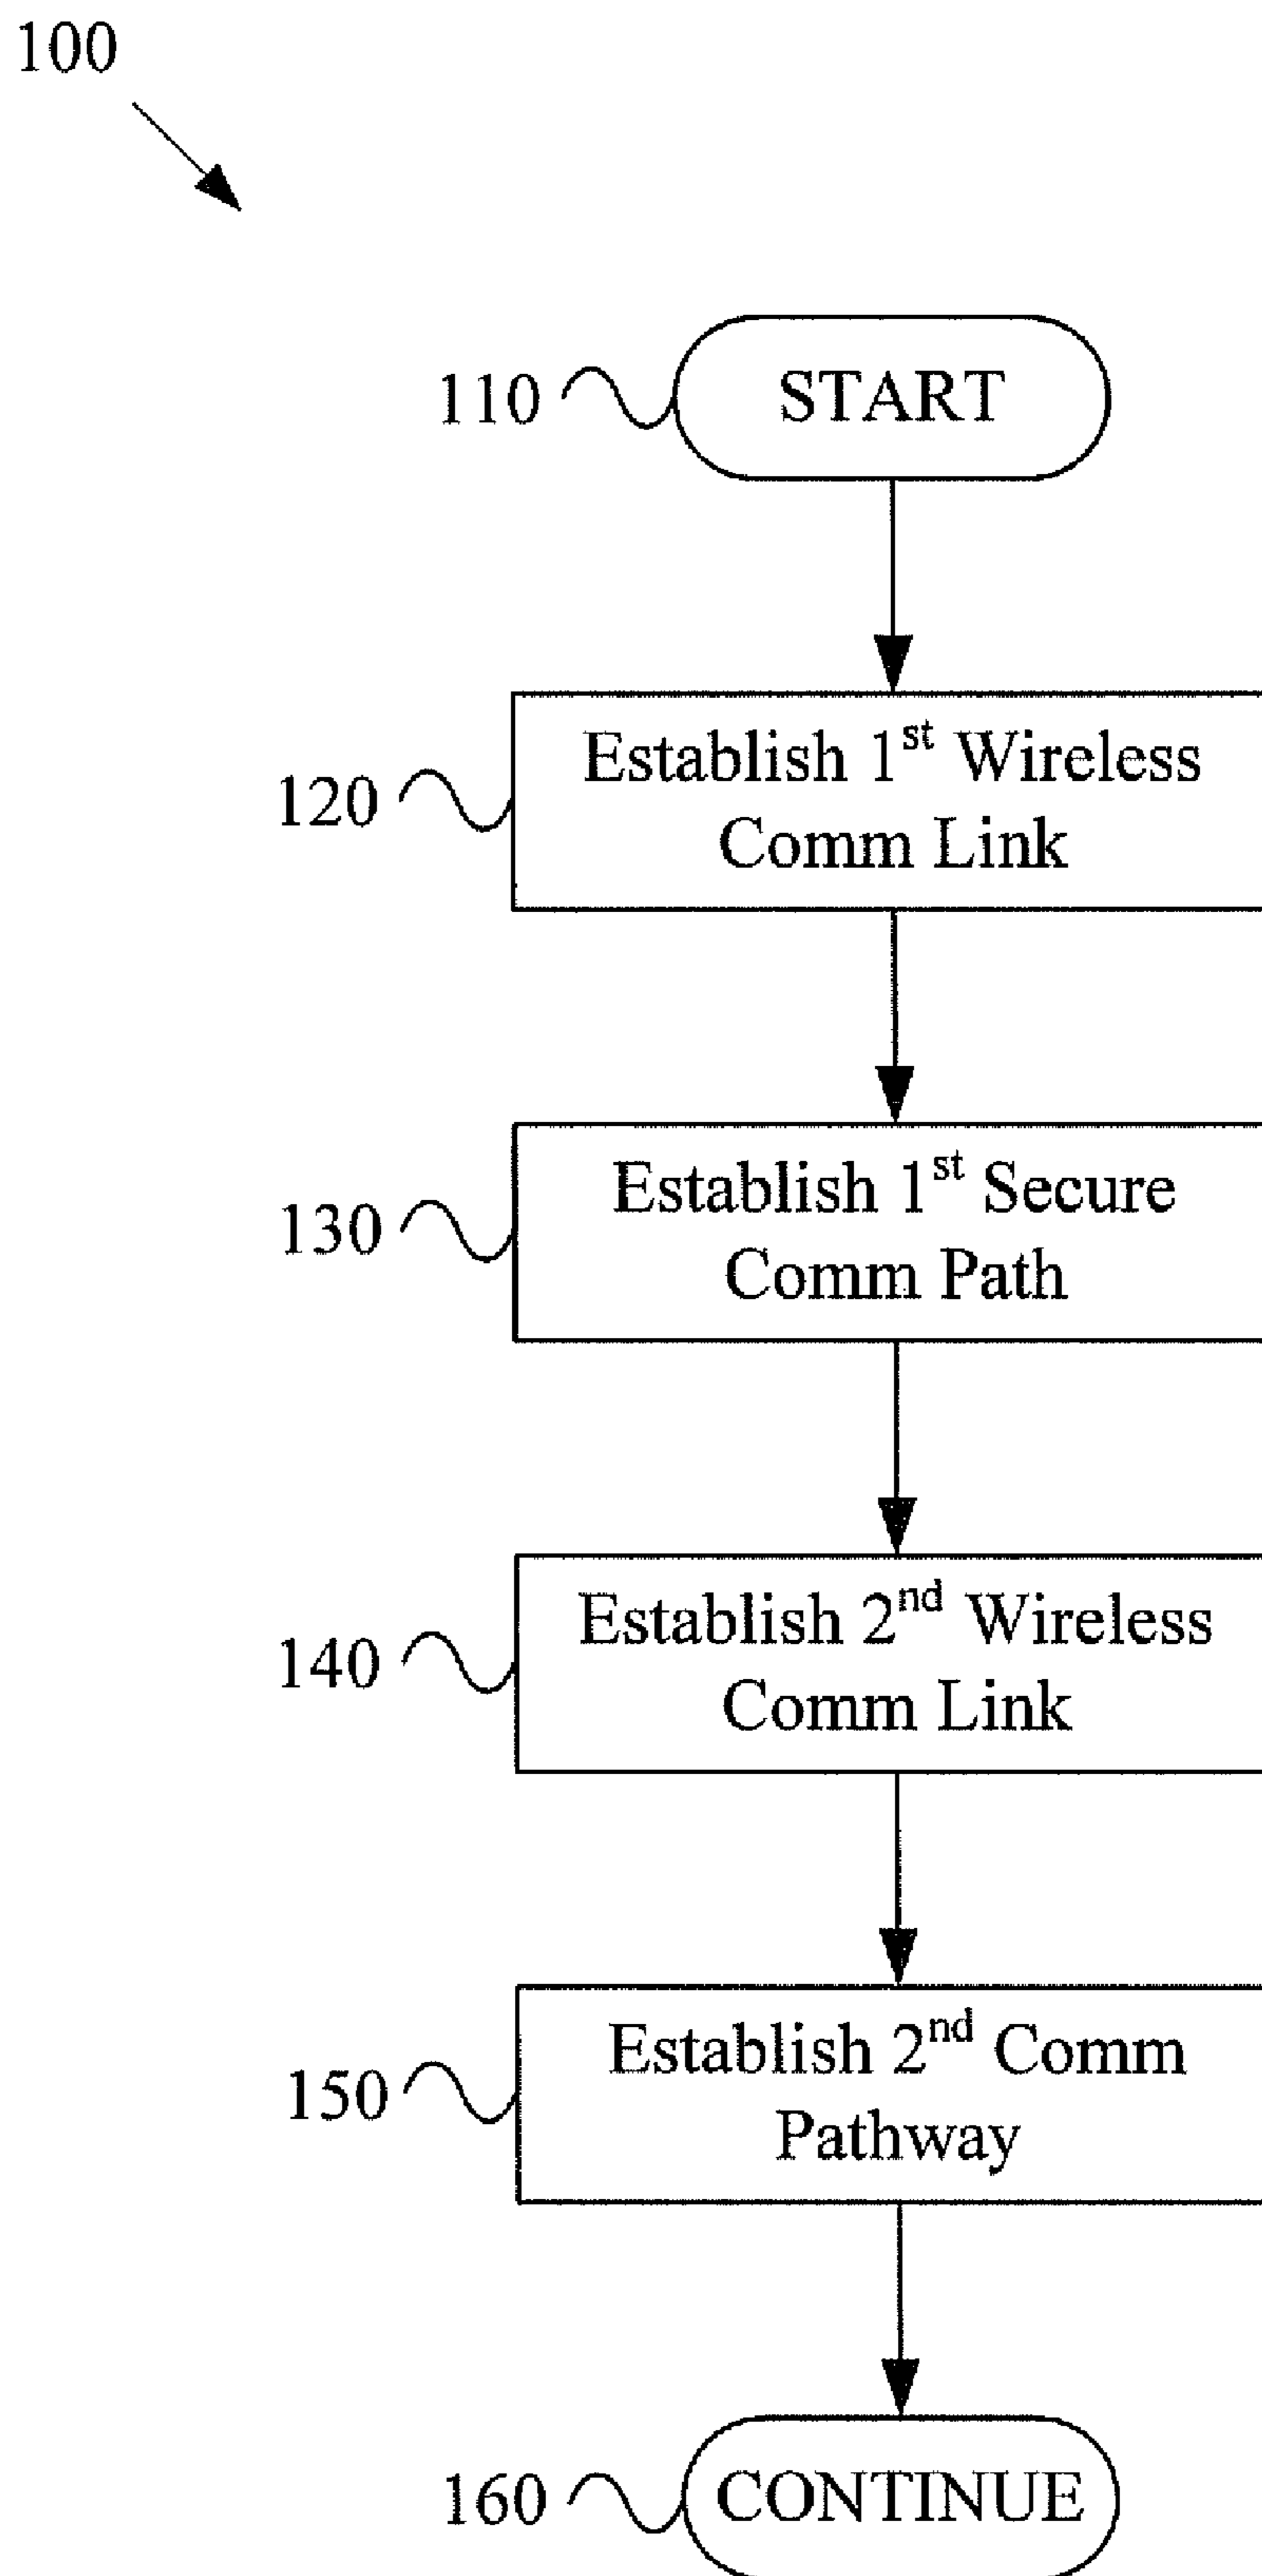 100
110
START
120
Establish 1st Wireless
Comm Link
130
Establish 1st Secure
Comm Path
140
Establish 2nd Wireless
Comm Link
150
Establish 2nd Comm
Pathway
160
CONTINUE